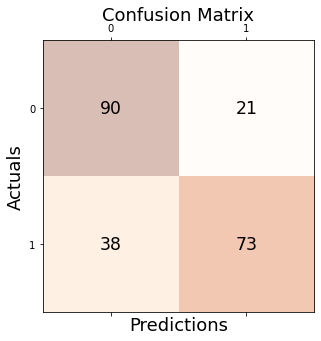 Confusion Matrix
0 1
0 90 21
Actuals
1 38 73
Predictions